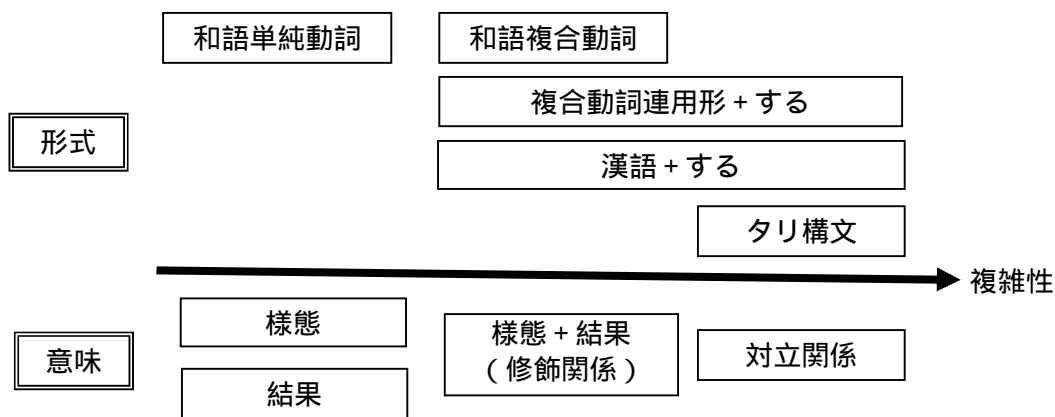 和語単純動詞
和語複合動詞
複合動詞連用形 + する
形式
漢語 + する
タリ構文
複雑性
様態
様態 + 結果
( 修飾関係 )
対立関係
意味
結果